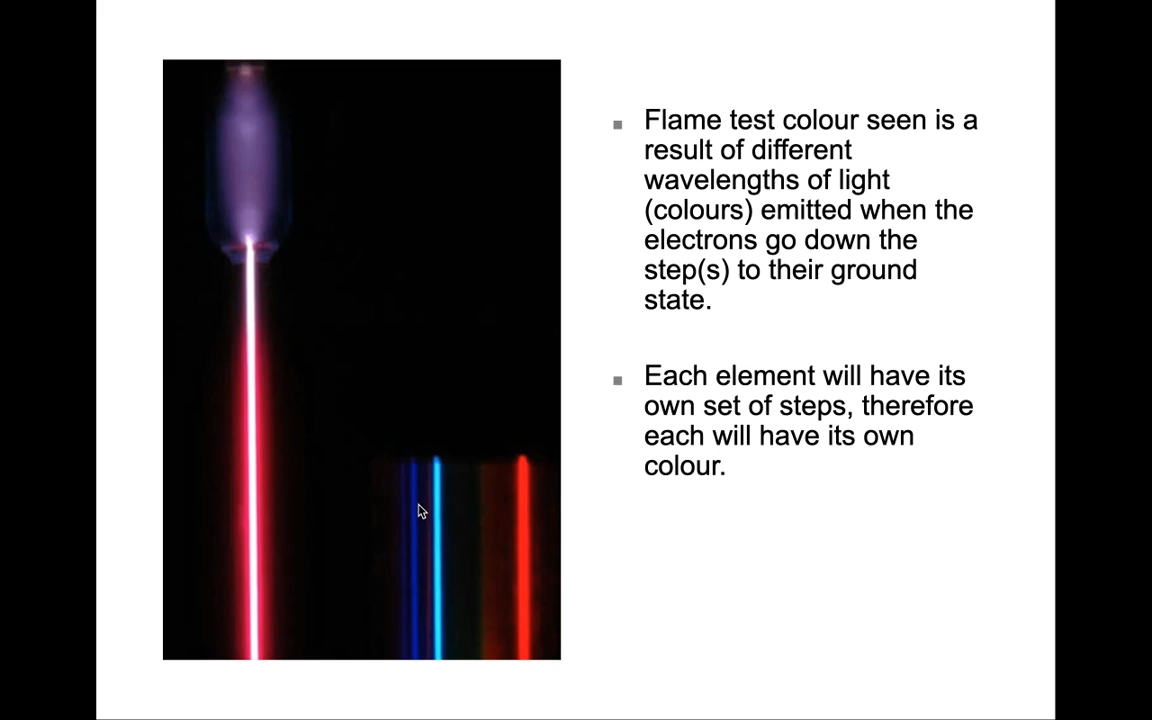 Flame test colour seen is a
result of different
wavelengths of light
(colours) emitted when the
electrons go down the
step(s) to their ground
state.
Each element will have its
own set of steps, therefore
each will have its own
colour.